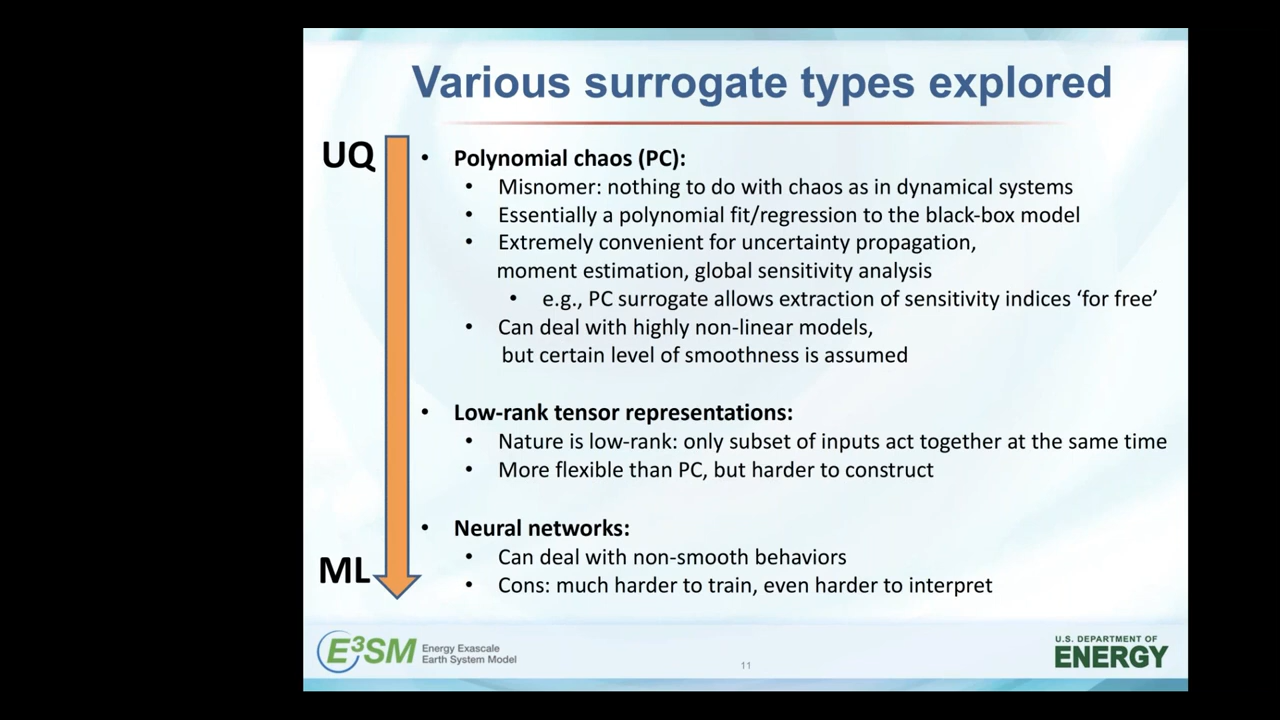 Various surrogate types explored
UQ
• Polynomial chaos (PC):
• Misnomer: nothing to do with chaos as in dynamical systems
• Essentially a polynomial fit/regression to the black-box model
• Extremely convenient for uncertainty propagation,
moment estimation, global sensitivity analysis
• e.g., PC surrogate allows extraction of sensitivity indices ‘for free’
• Can deal with highly non-linear models,
but certain level of smoothness is assumed
• Low-rank tensor representations:
• Nature is low-rank: only subset of inputs act together at the same time
• More flexible than PC, but harder to construct
• Neural networks:
• Can deal with non-smooth behaviors
ML
• Cons: much harder to train, even harder to interpret
E³SM
Energy Exascale
Earth System Model
11
U.S. DEPARTMENT OF
ENERGY